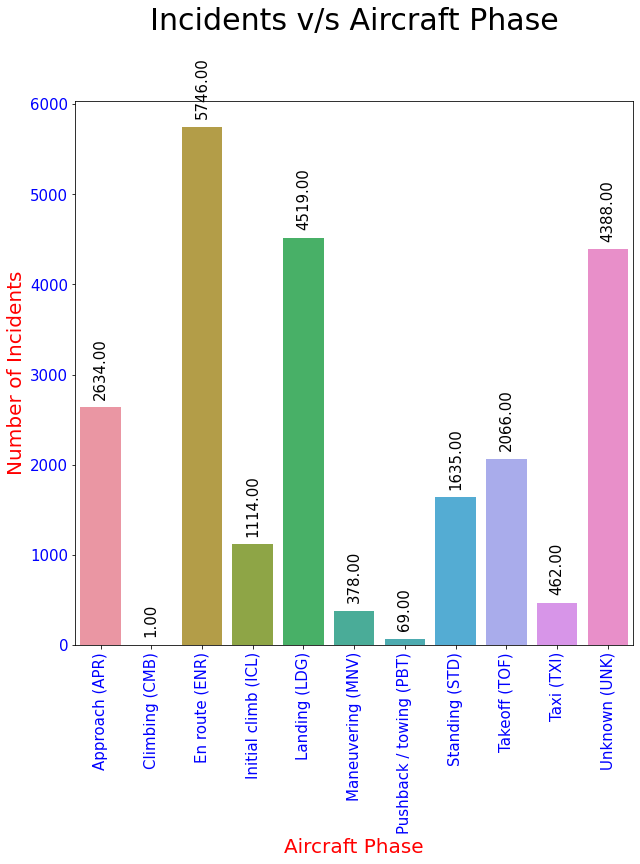 Incidents v/s Aircraft Phase
Number of Incidents
6000
5000
4000
3000
2000
1000
0
2634.00
1.00
5746.00
1114.00
4519.00
378.00
69.00
1635.00
2066.00
462.00
4388.00
Approach (APR)
Climbing (CMB)
En route (ENR)
Initial climb (ICL)
Landing (LDG)
Maneuvering (MNV)
Pushback / towing (PBT)
Standing (STD)
Takeoff (TOF)
Taxi (TXI)
Unknown (UNK)
Aircraft Phase